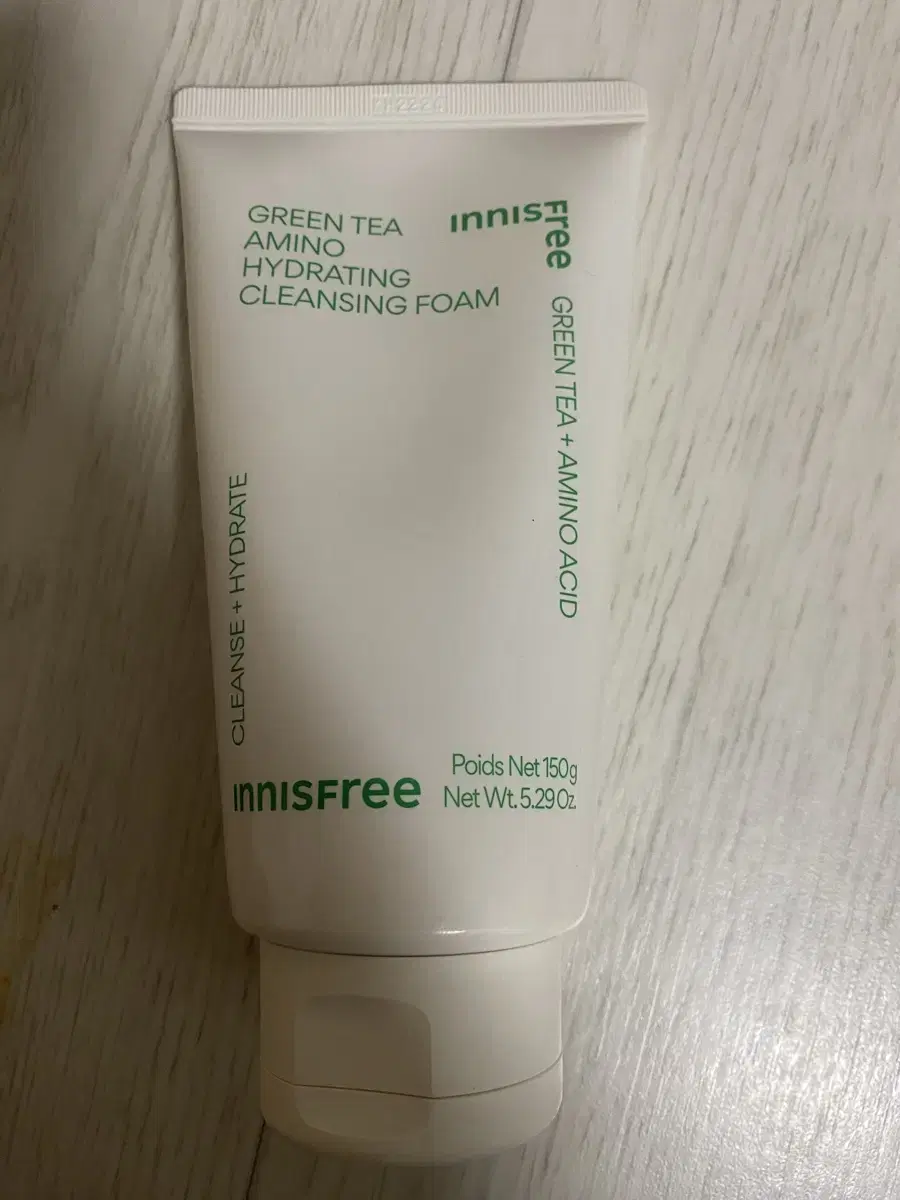 GREEN TEA
AMINO
HYDRATING
CLEANSING FOAM
INNISFree
GREEN TEA + AMINO ACID
CLEANSE + HYDRATE
INNISFree
Poids Net 150g
Net Wt. 5.29 Oz.